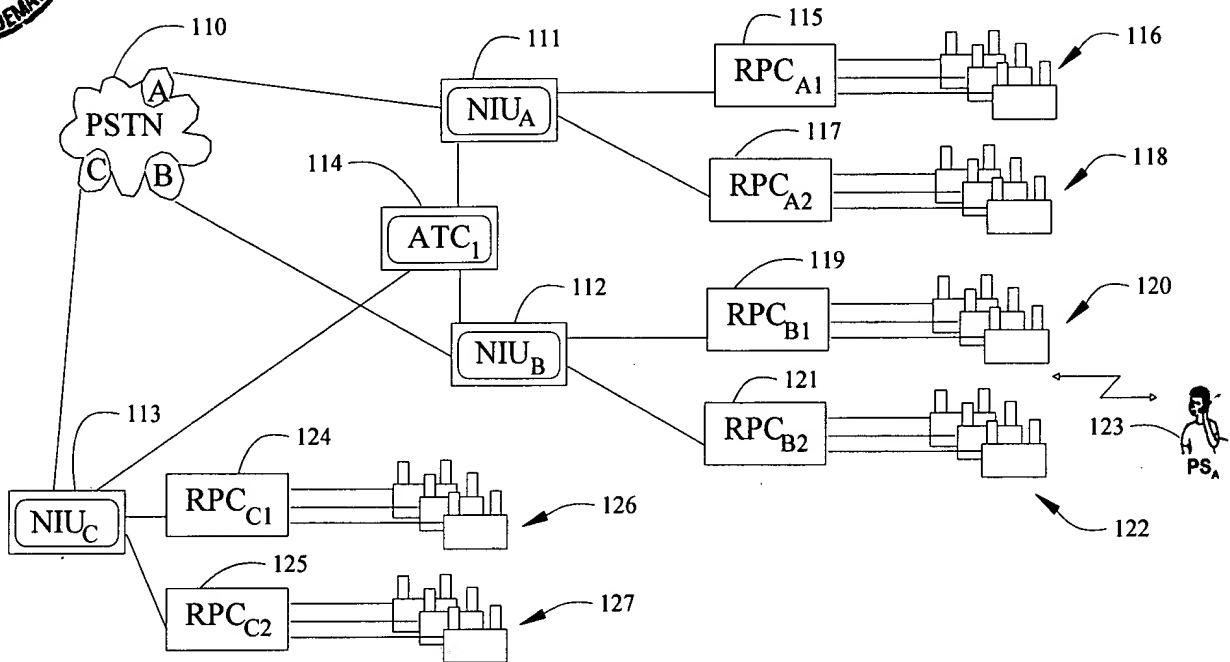 110
A
PSTN
C
B
111
NIU_A
114
ATC_1
112
NIU_B
113
NIU_C
115
RPC_A1
116
117
RPC_A2
118
119
RPC_B1
120
121
RPC_B2
122
123
PS_A
124
RPC_C1
126
125
RPC_C2
127